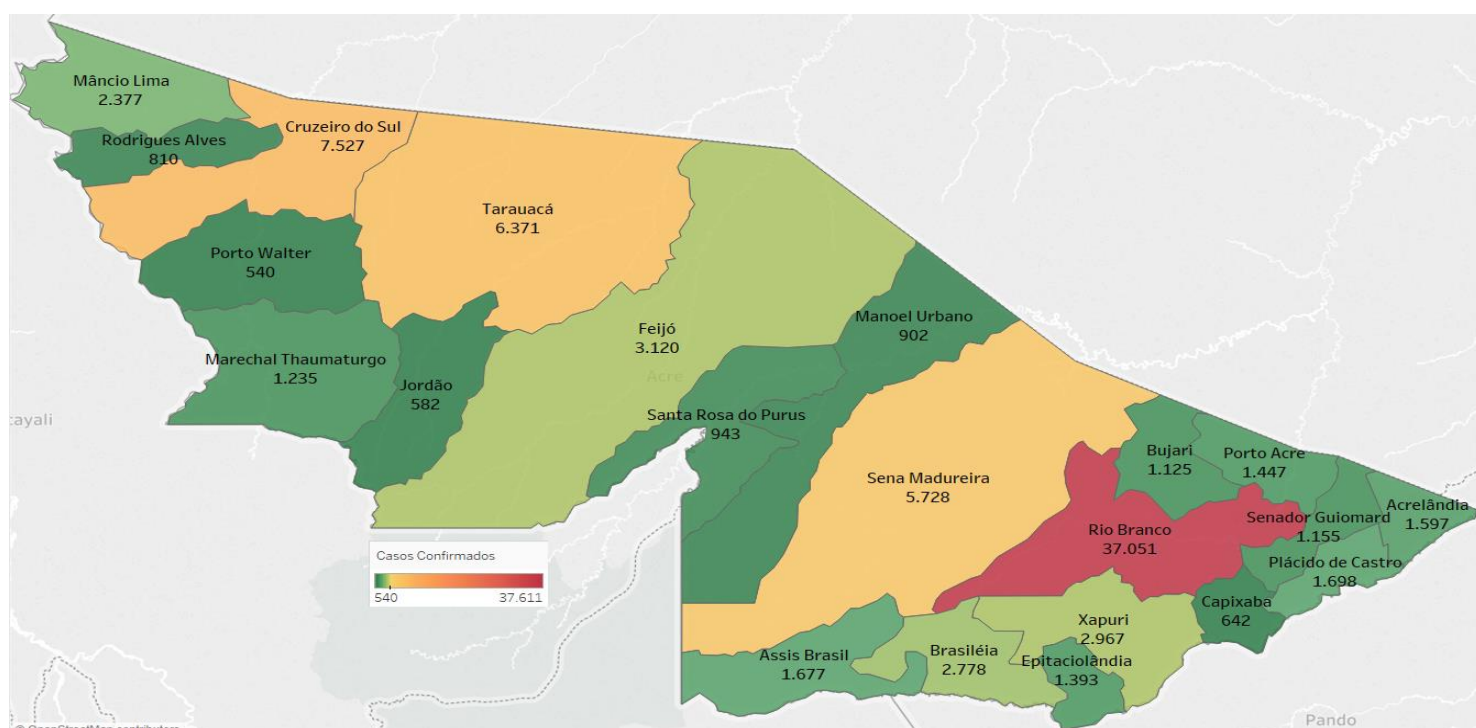 Mâncio Lima
2.377
Rodrigues Alves
810
Cruzeiro do Sul
7.527
Tarauacá
6.371
Porto Walter
540
Marechal Thaumaturgo
1.235
Jordão
582
Feijó
3.120
Acre
Manoel Urbano
902
Santa Rosa do Purus
943
Sena Madureira
5.728
Bujari
1.125
Porto Acre
1.447
Rio Branco
37.051
Senador Guiomard
1.155
Acrelândia
1.597
Plácido de Castro
1.698
Capixaba
642
Xapuri
2.967
Epitaciolândia
1.393
Brasiléia
2.778
Assis Brasil
1.677
cayali
Casos Confirmados
540
37.611
Pando